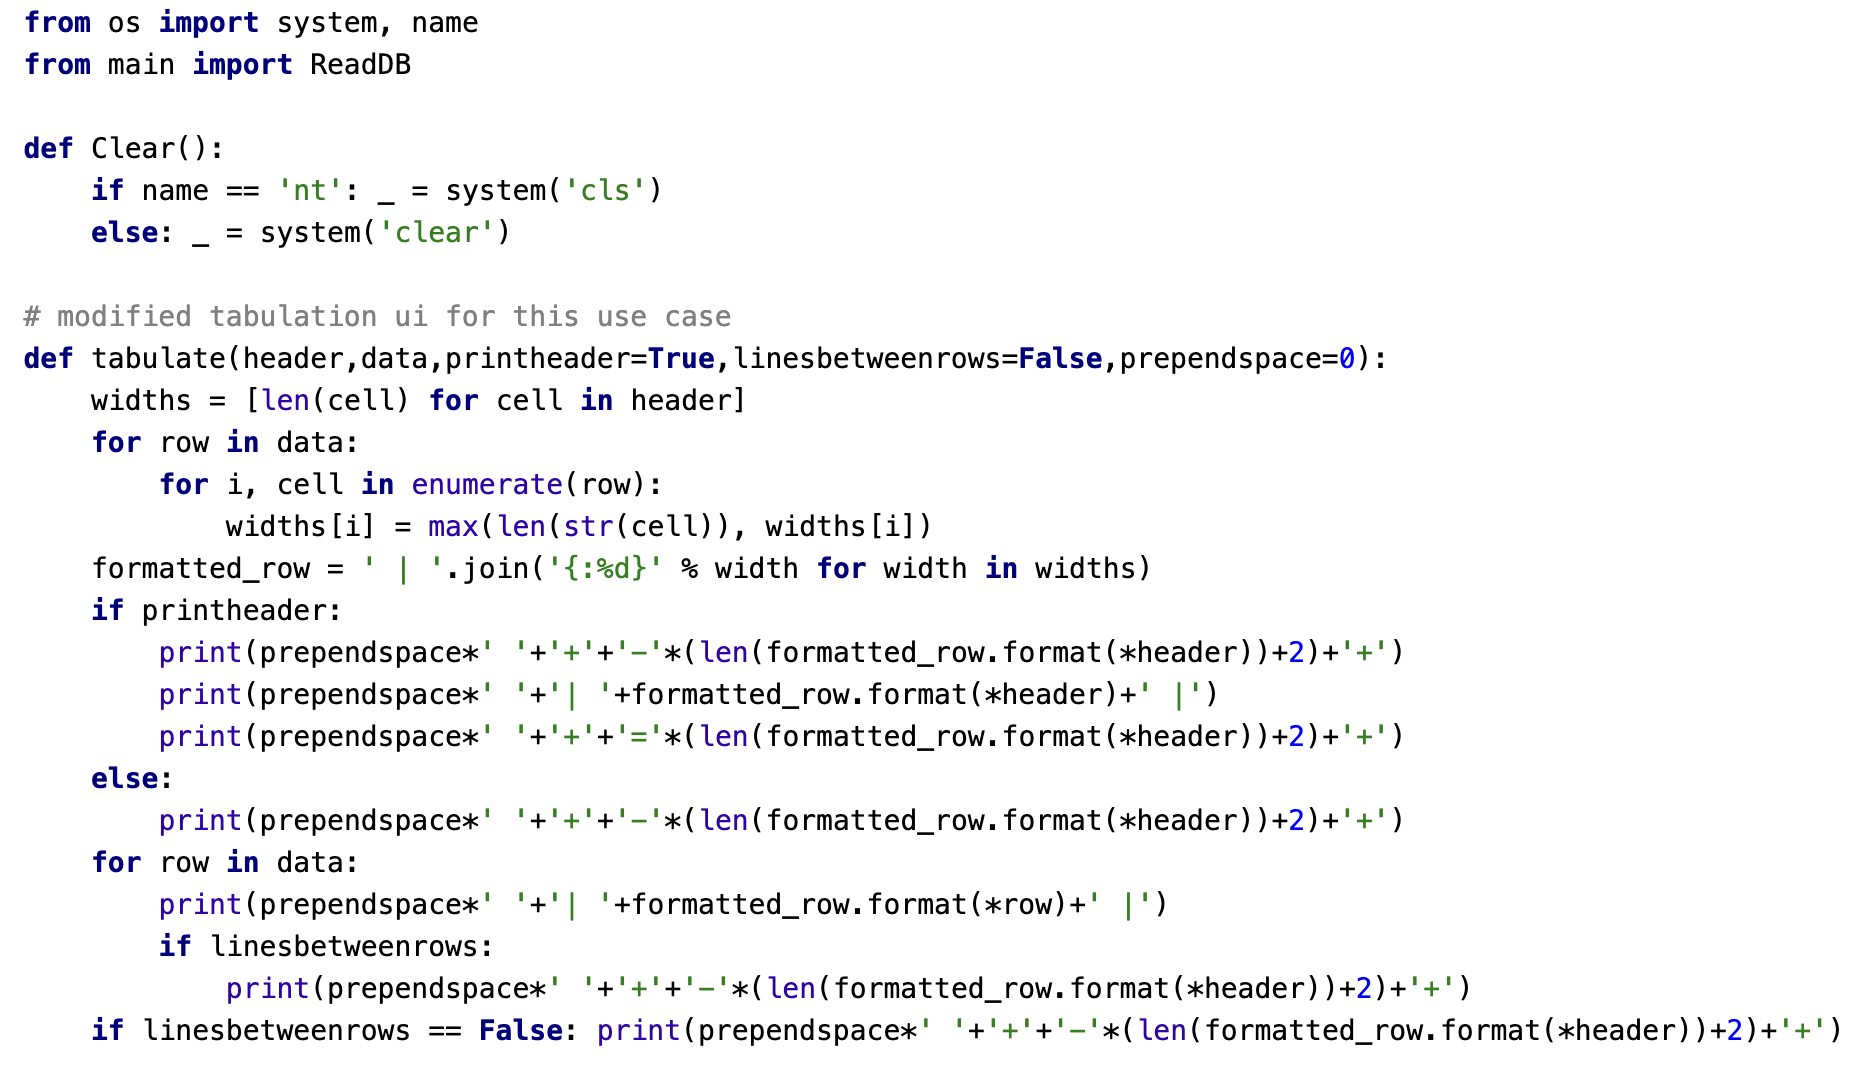 from os import system, name
from main import ReadDB

def Clear():
    if name == 'nt': _ = system('cls')
    else: _ = system('clear')

# modified tabulation ui for this use case
def tabulate(header,data,printheader=True,linesbetweenrows=False,prependspace=0):
    widths = [len(cell) for cell in header]
    for row in data:
        for i, cell in enumerate(row):
            widths[i] = max(len(str(cell)), widths[i])
    formatted_row = ' | '.join('{:%d}' % width for width in widths)
    if printheader:
        print(prependspace*' '+'+'+'-'*(len(formatted_row.format(*header))+2)+'+')
        print(prependspace*' '+'| '+formatted_row.format(*header)+' |')
        print(prependspace*' '+'+'+'='*(len(formatted_row.format(*header))+2)+'+')
    else:
        print(prependspace*' '+'+'+'-'*(len(formatted_row.format(*header))+2)+'+')
    for row in data:
        print(prependspace*' '+'| '+formatted_row.format(*row)+' |')
        if linesbetweenrows:
            print(prependspace*' '+'+'+'-'*(len(formatted_row.format(*header))+2)+'+')
    if linesbetweenrows == False: print(prependspace*' '+'+'+'-'*(len(formatted_row.format(*header))+2)+'+')